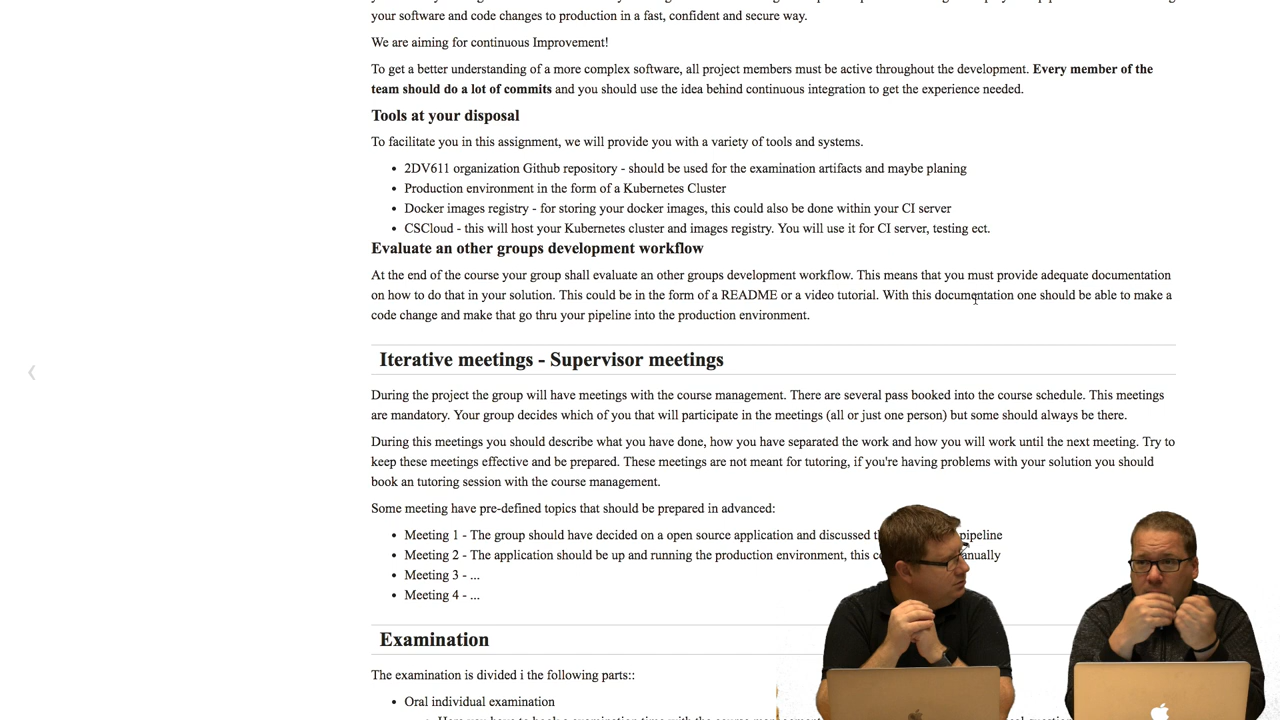 your software and code changes to production in a fast, confident and secure way.
We are aiming for continuous Improvement!
To get a better understanding of a more complex software, all project members must be active throughout the development. Every member of the
team should do a lot of commits and you should use the idea behind continuous integration to get the experience needed.
Tools at your disposal
To facilitate you in this assignment, we will provide you with a variety of tools and systems.
• 2DV611 organization Github repository - should be used for the examination artifacts and maybe planing
• Production environment in the form of a Kubernetes Cluster
• Docker images registry - for storing your docker images, this could also be done within your CI server
• CSCloud - this will host your Kubernetes cluster and images registry. You will use it for CI server, testing ect.
Evaluate an other groups development workflow
At the end of the course your group shall evaluate an other groups development workflow. This means that you must provide adequate documentation
on how to do that in your solution. This could be in the form of a README or a video tutorial. With this documentation one should be able to make a
code change and make that go thru your pipeline into the production environment.
Iterative meetings - Supervisor meetings
During the project the group will have meetings with the course management. There are several pass booked into the course schedule. This meetings
are mandatory. Your group decides which of you that will participate in the meetings (all or just one person) but some should always be there.
During this meetings you should describe what you have done, how you have separated the work and how you will work until the next meeting. Try to
keep these meetings effective and be prepared. These meetings are not meant for tutoring, if you're having problems with your solution you should
book an tutoring session with the course management.
Some meeting have pre-defined topics that should be prepared in advanced:
• Meeting 1 - The group should have decided on a open source application and discussed pipeline
• Meeting 2 - The application should be up and running the production environment, this
• Meeting 3 - ...
• Meeting 4 - ...
Examination
The examination is divided i the following parts::
• Oral individual examination